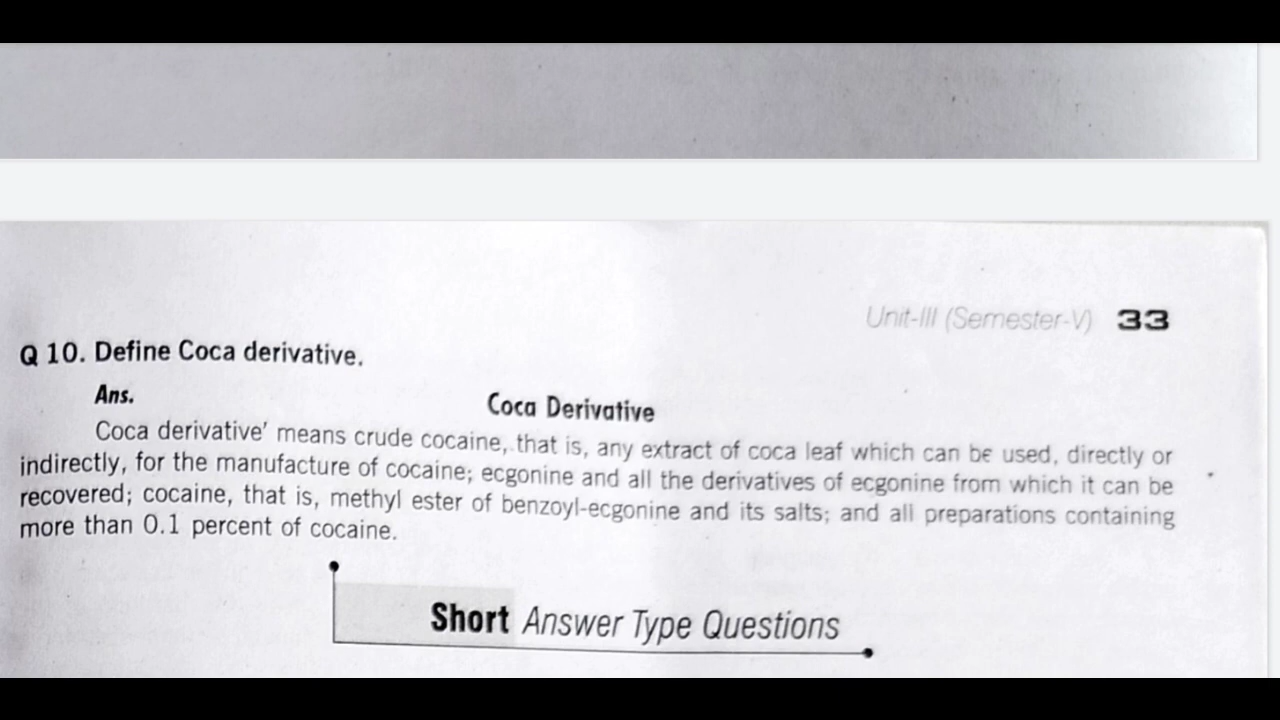 Unit-III (Semester-V) 33
Q 10. Define Coca derivative.
Ans.
Coca Derivative
Coca derivative' means crude cocaine, that is, any extract of coca leaf which can be used, directly or
indirectly, for the manufacture of cocaine; ecgonine and all the derivatives of ecgonine from which it can be
recovered; cocaine, that is, methyl ester of benzoyl-ecgonine and its salts; and all preparations containing
more than 0.1 percent of cocaine.
Short Answer Type Questions